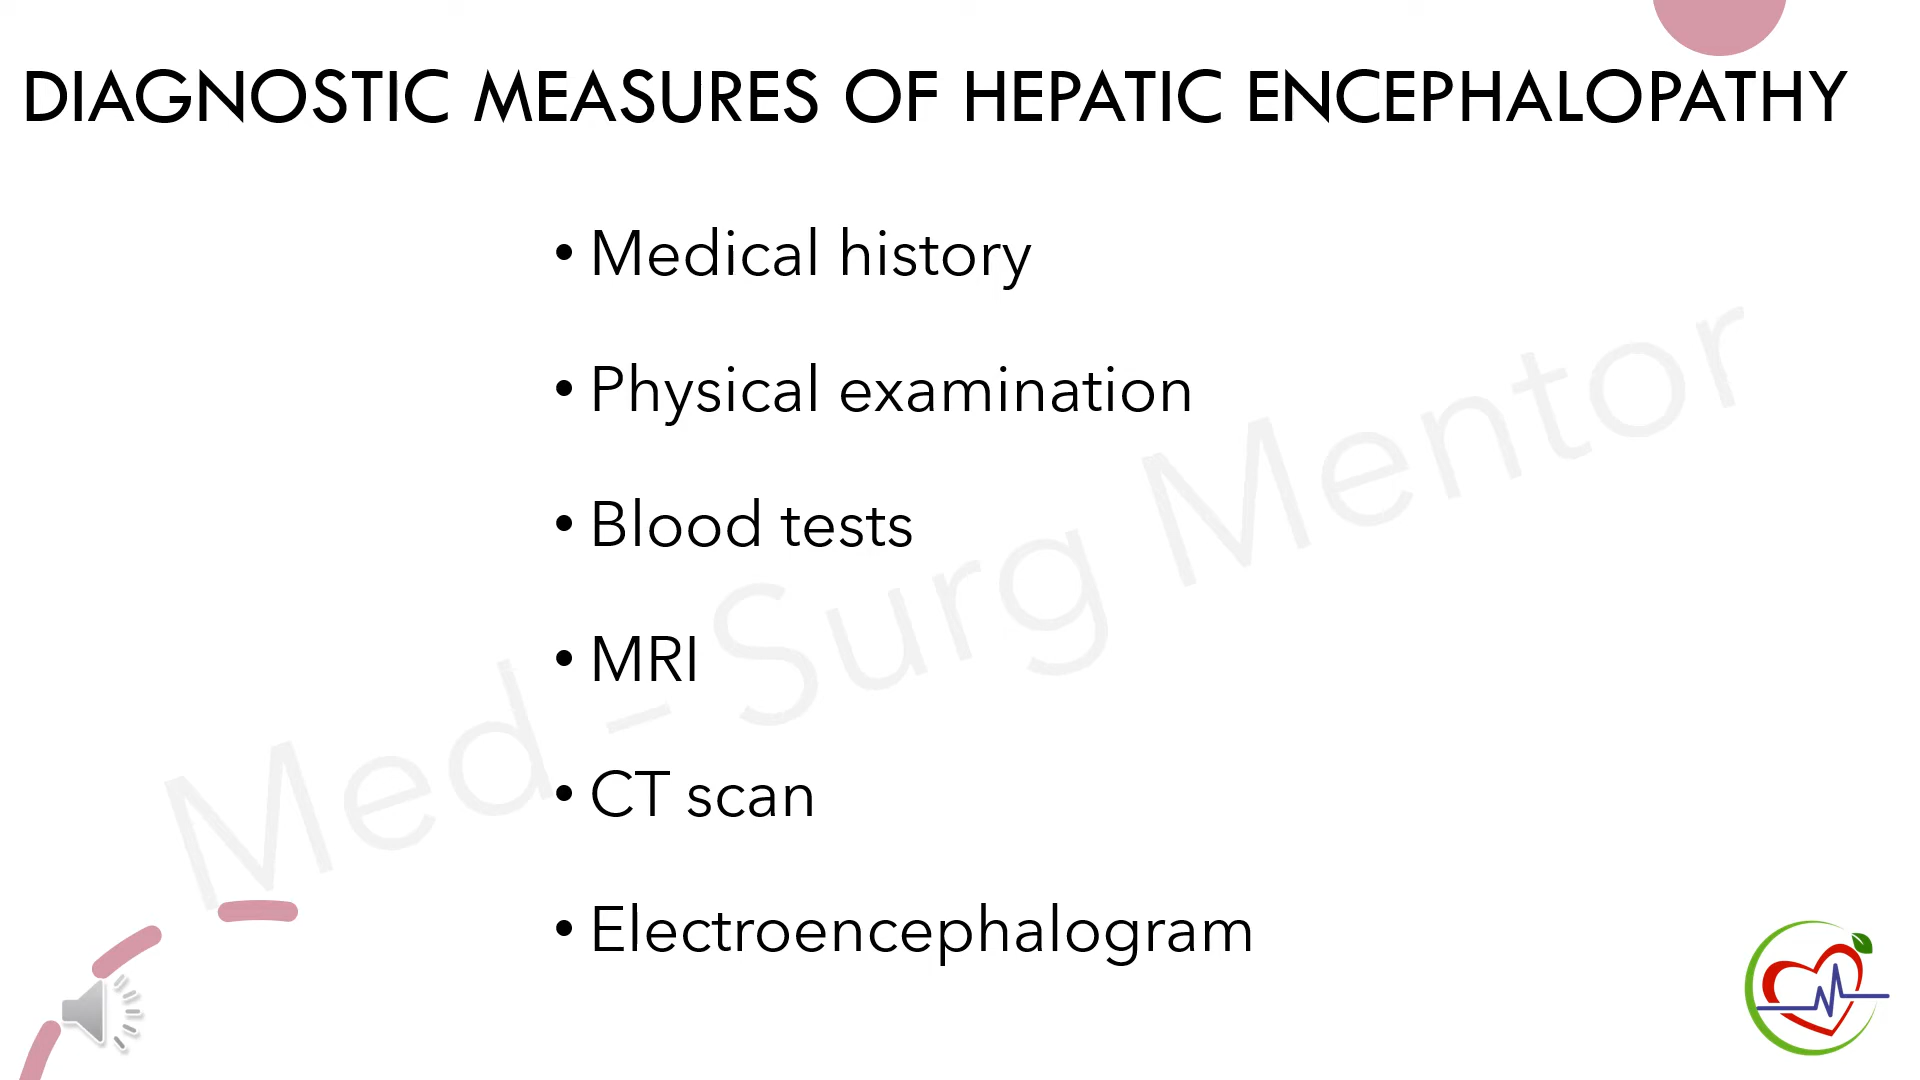 DIAGNOSTIC MEASURES OF HEPATIC ENCEPHALOPATHY
• Medical history
• Physical examination
• Blood tests
• MRI
• CT scan
• Electroencephalogram
Med – Surg Mentor